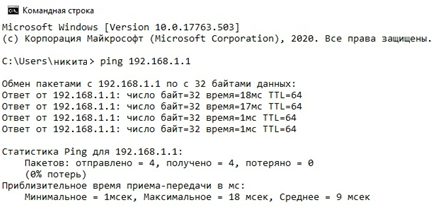 Командная строка
Microsoft Windows [Version 10.0.17763.503]
(c) Корпорация Майкрософт (Microsoft Corporation), 2020. Все права защищены.
C:\Users\никита> ping 192.168.1.1
Обмен пакетами с 192.168.1.1 по с 32 байтами данных:
Ответ от 192.168.1.1: число байт=32 время=18мс TTL=64
Ответ от 192.168.1.1: число байт=32 время=17мс TTL=64
Ответ от 192.168.1.1: число байт=32 время=1мс TTL=64
Ответ от 192.168.1.1: число байт=32 время=1мс TTL=64
Статистика Ping для 192.168.1.1:
Пакетов: отправлено = 4, получено = 4, потеряно = 0
(0% потерь)
Приблизительное время приема-передачи в мс:
Минимальное = 1мсек, Максимальное = 18 мсек, Среднее = 9 мсек